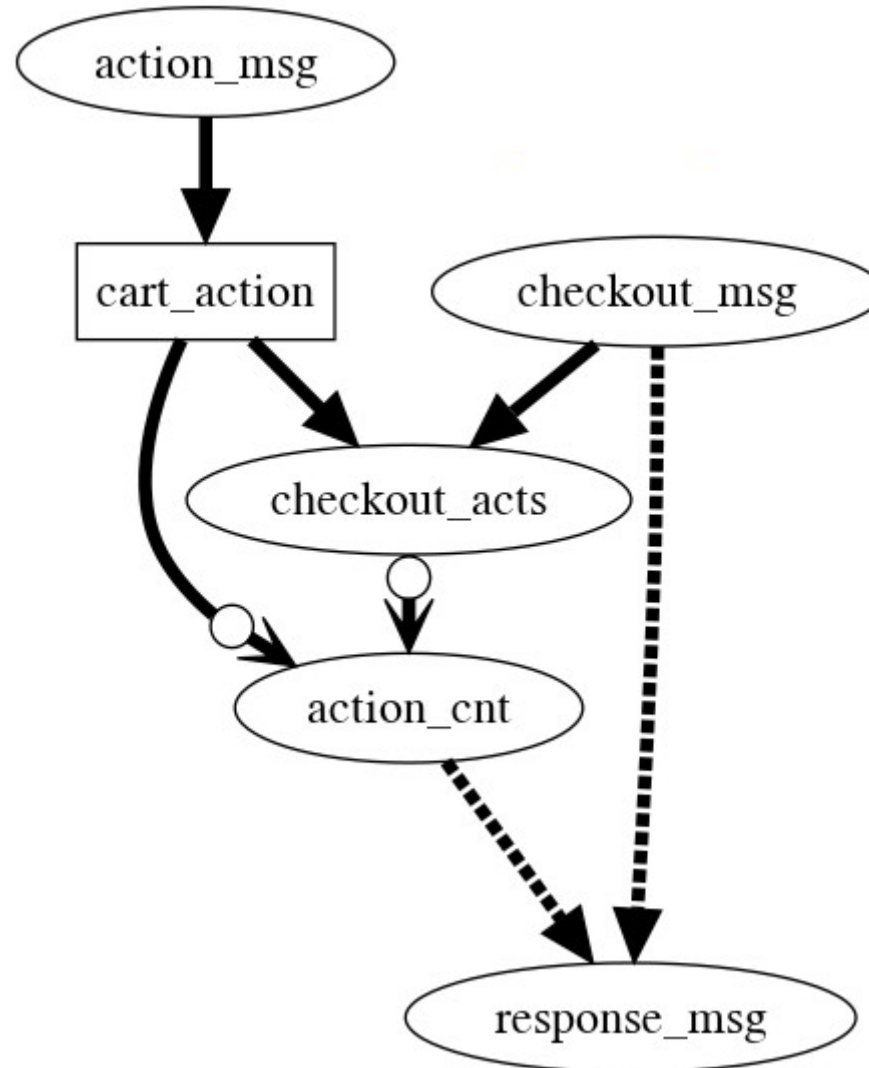 action_msg
cart_action
checkout_msg
checkout_acts
action_cnt
response_msg